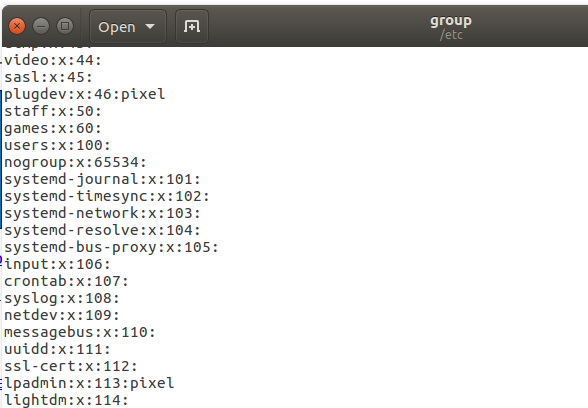 Open
group
/etc
video:x:44:
sasl:x:45:
plugdev:x:46:pixel
staff:x:50:
games:x:60:
users:x:100:
nogroup:x:65534:
systemd-journal:x:101:
systemd-timesync:x:102:
systemd-network:x:103:
systemd-resolve:x:104:
systemd-bus-proxy:x:105:
input:x:106:
crontab:x:107:
syslog:x:108:
netdev:x:109:
messagebus:x:110:
uuidd:x:111:
ssl-cert:x:112:
lpadmin:x:113:pixel
lightdm:x:114: